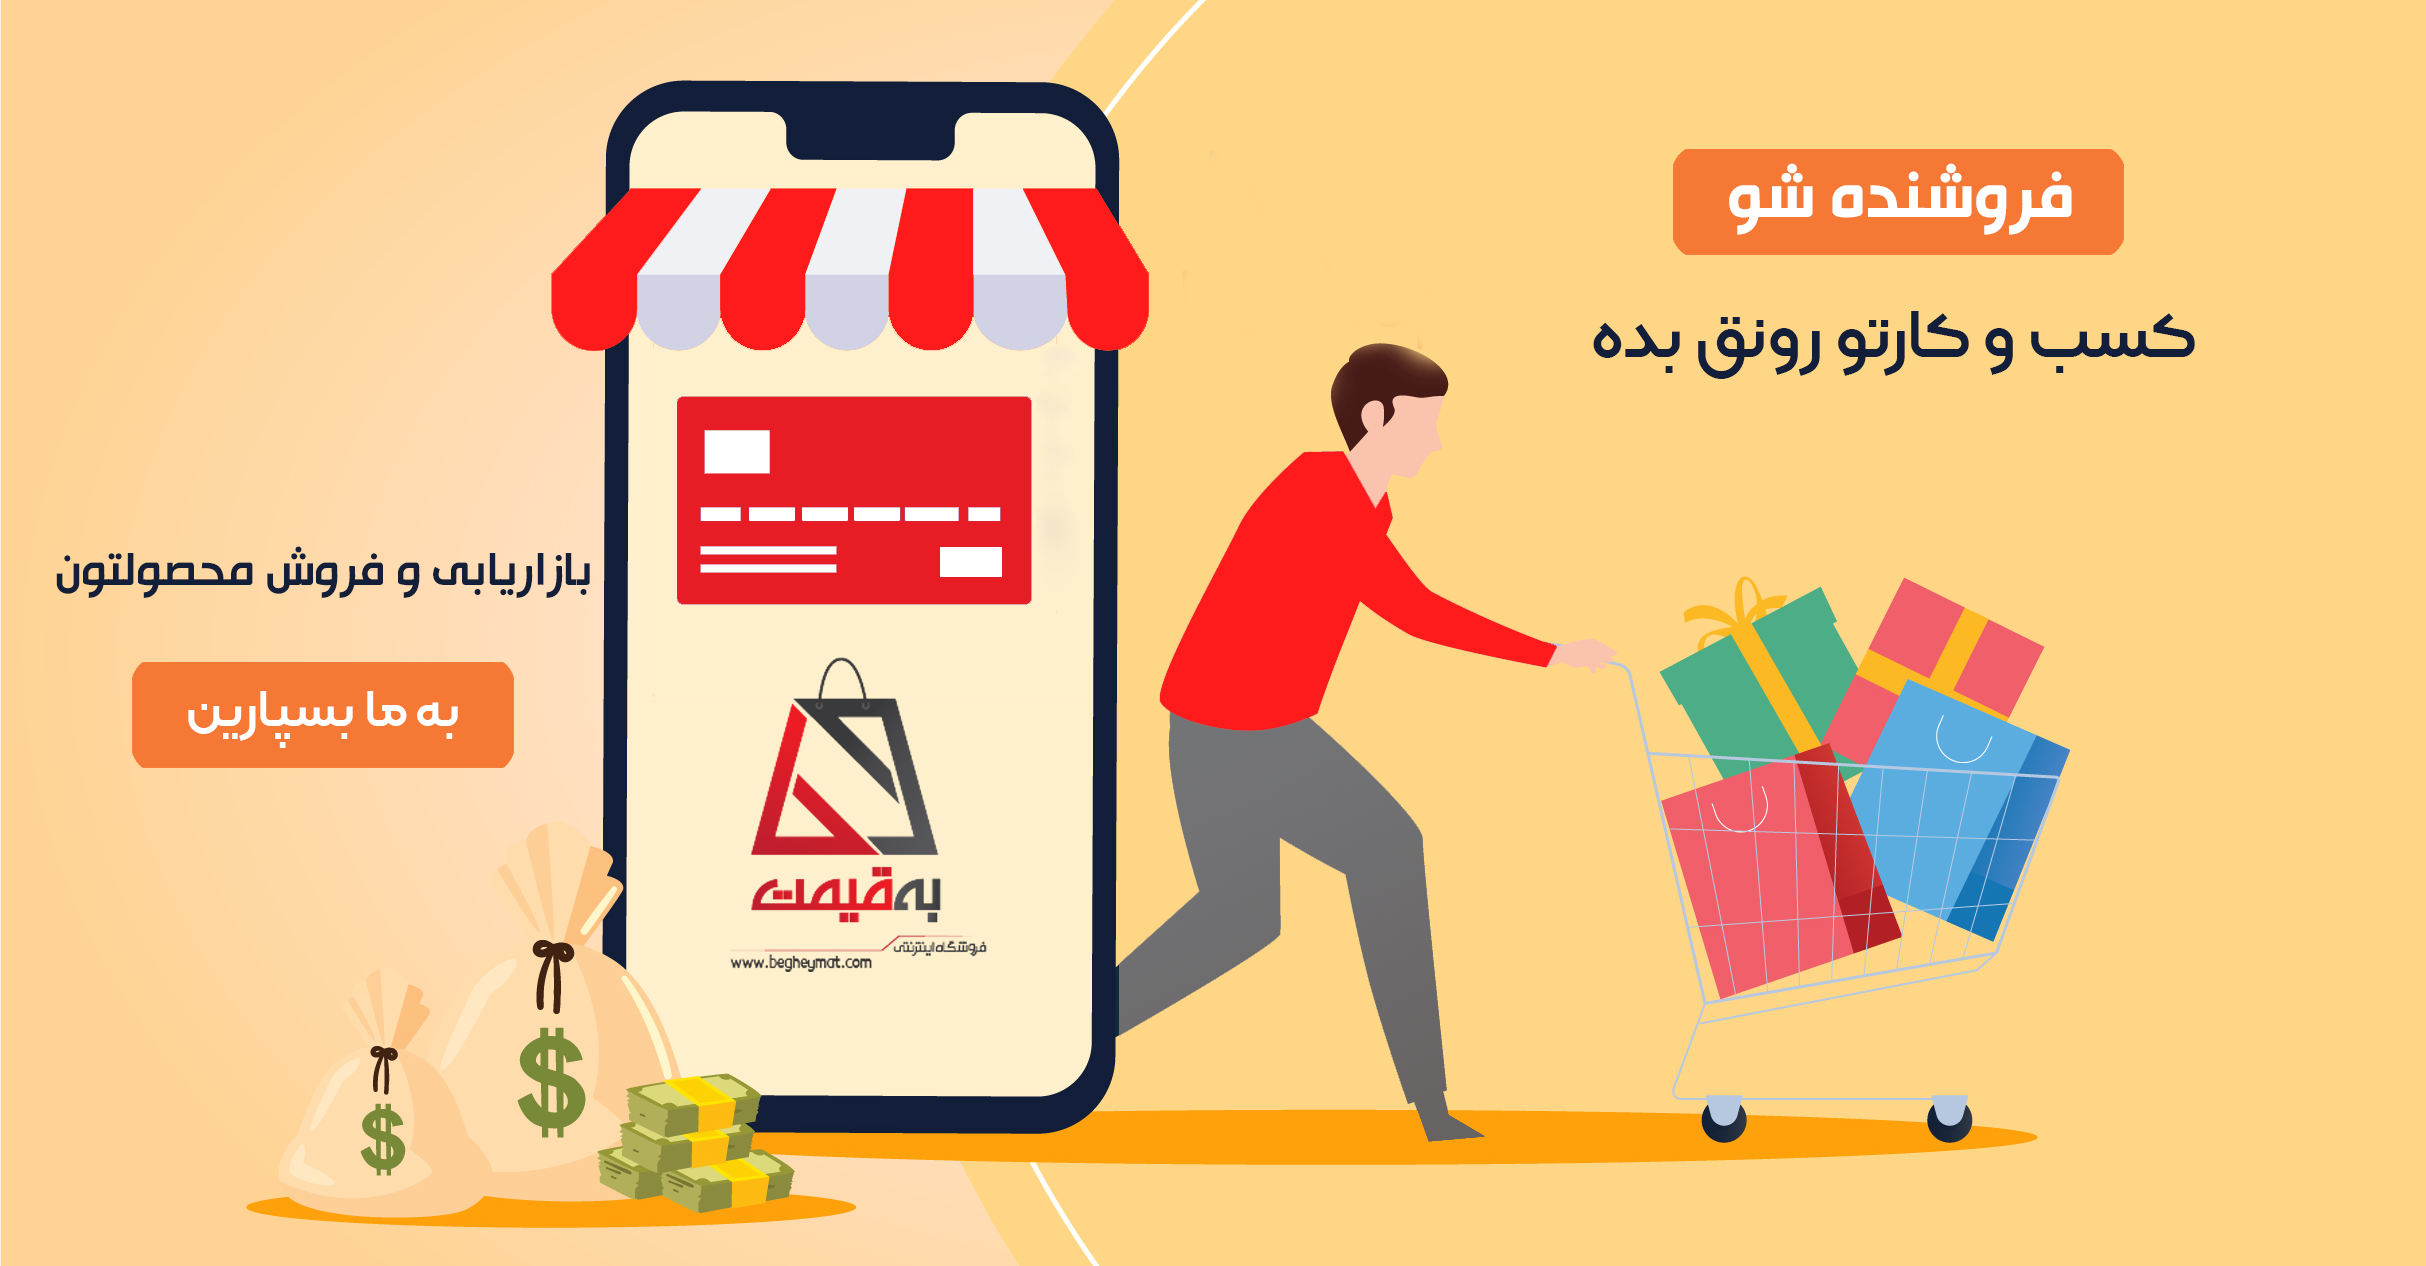 فروشنده شو
کسب و کارتو رونق بده
بازاریابی و فروش محصولتون
به ما بسپارین
به قیمت
فروشگاه اینترنتی
www.begheymat.com
$
$